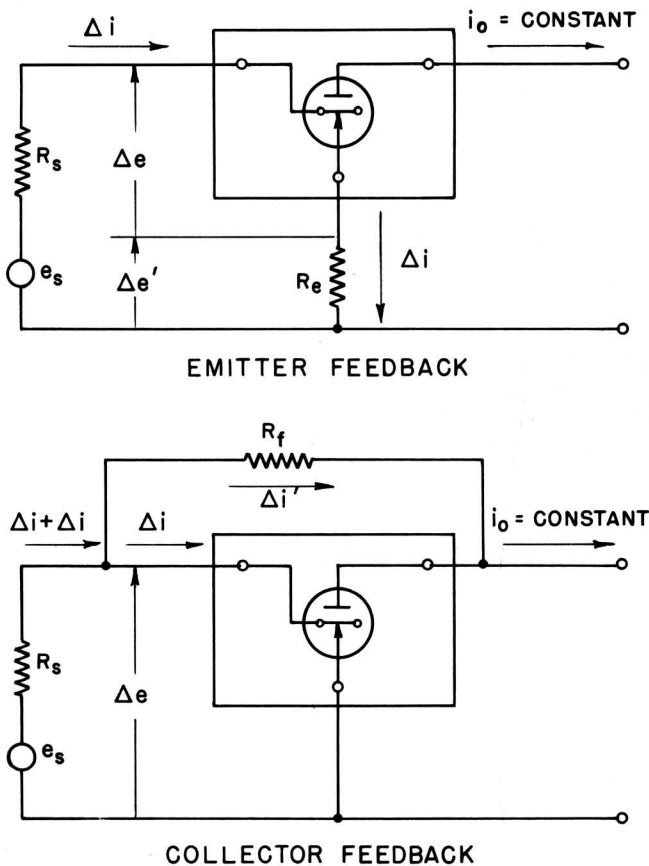 Δi
i₀ = CONSTANT
Rₛ
Δe
eₛ
Δe'
Rₑ
Δi
EMITTER FEEDBACK
R_f
Δi'
Δi+Δi
Δi
i₀ = CONSTANT
Rₛ
Δe
eₛ
COLLECTOR FEEDBACK